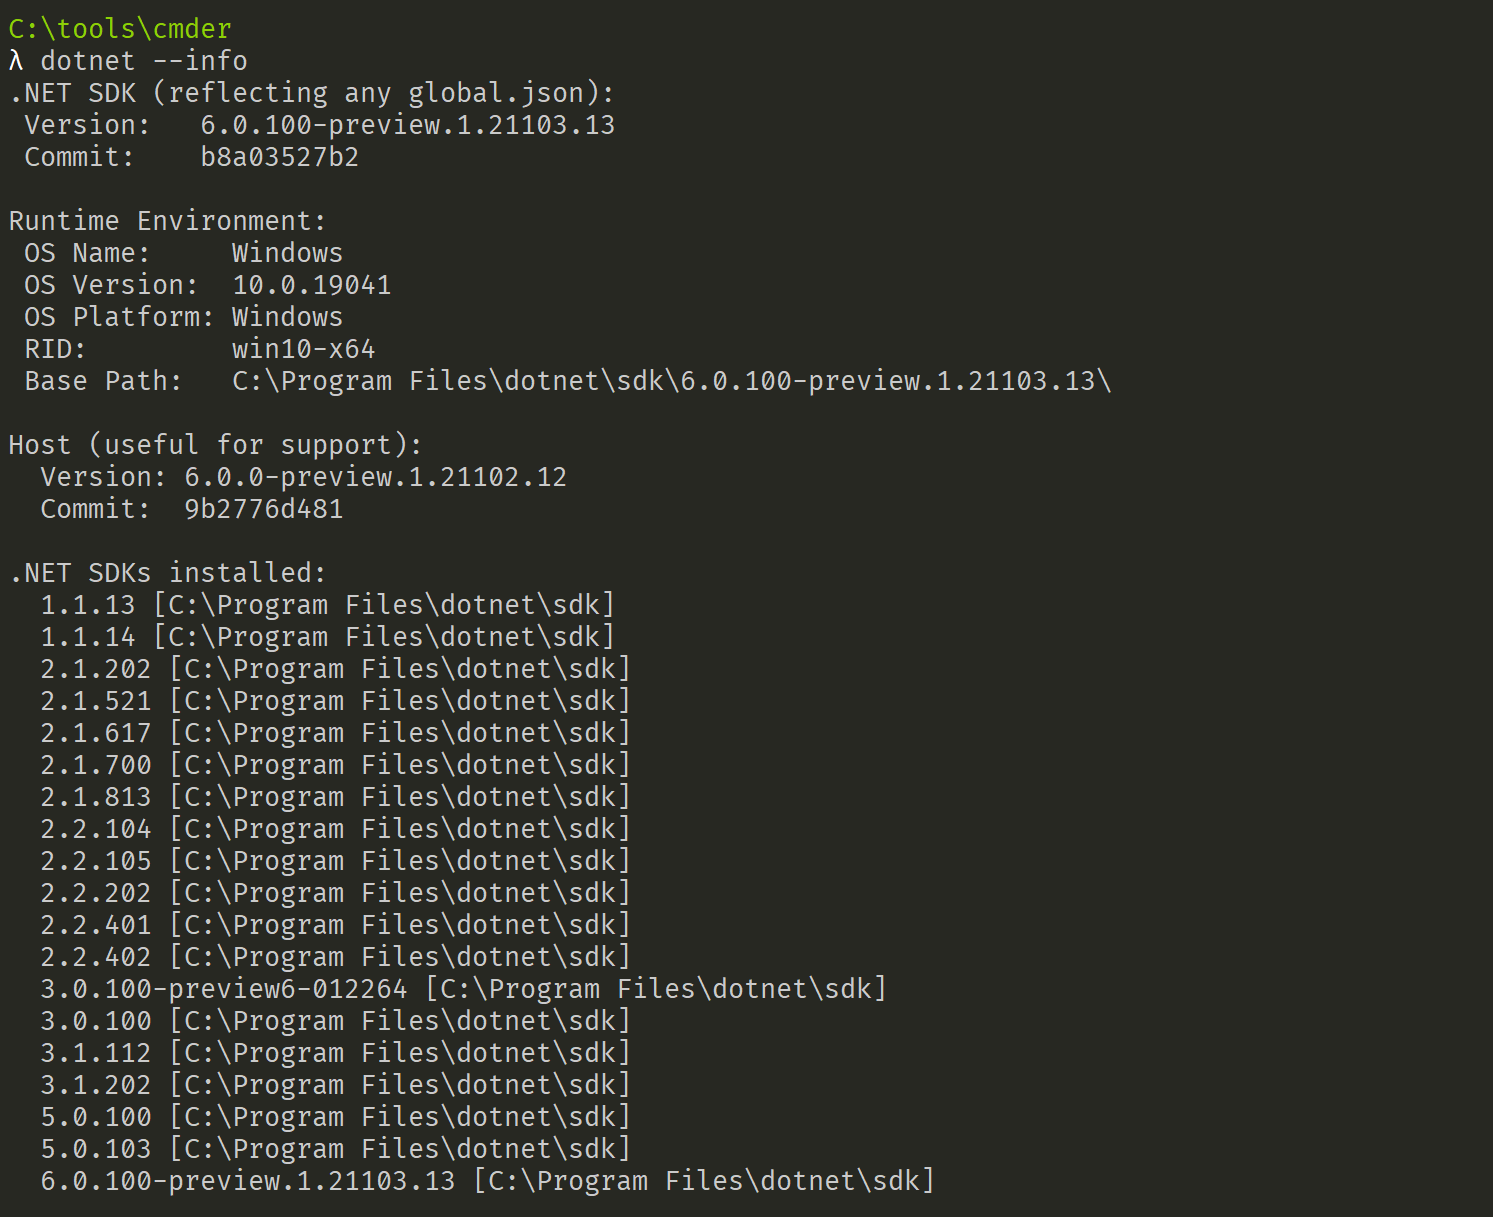 C:\tools\cmder
λ dotnet --info
.NET SDK (reflecting any global.json):
 Version:   6.0.100-preview.1.21103.13
 Commit:    b8a03527b2

Runtime Environment:
 OS Name:     Windows
 OS Version:  10.0.19041
 OS Platform: Windows
 RID:         win10-x64
 Base Path:   C:\Program Files\dotnet\sdk\6.0.100-preview.1.21103.13\

Host (useful for support):
  Version: 6.0.0-preview.1.21102.12
  Commit:  9b2776d481

.NET SDKs installed:
  1.1.13 [C:\Program Files\dotnet\sdk]
  1.1.14 [C:\Program Files\dotnet\sdk]
  2.1.202 [C:\Program Files\dotnet\sdk]
  2.1.521 [C:\Program Files\dotnet\sdk]
  2.1.617 [C:\Program Files\dotnet\sdk]
  2.1.700 [C:\Program Files\dotnet\sdk]
  2.1.813 [C:\Program Files\dotnet\sdk]
  2.2.104 [C:\Program Files\dotnet\sdk]
  2.2.105 [C:\Program Files\dotnet\sdk]
  2.2.202 [C:\Program Files\dotnet\sdk]
  2.2.401 [C:\Program Files\dotnet\sdk]
  2.2.402 [C:\Program Files\dotnet\sdk]
  3.0.100-preview6-012264 [C:\Program Files\dotnet\sdk]
  3.0.100 [C:\Program Files\dotnet\sdk]
  3.1.112 [C:\Program Files\dotnet\sdk]
  3.1.202 [C:\Program Files\dotnet\sdk]
  5.0.100 [C:\Program Files\dotnet\sdk]
  5.0.103 [C:\Program Files\dotnet\sdk]
  6.0.100-preview.1.21103.13 [C:\Program Files\dotnet\sdk]